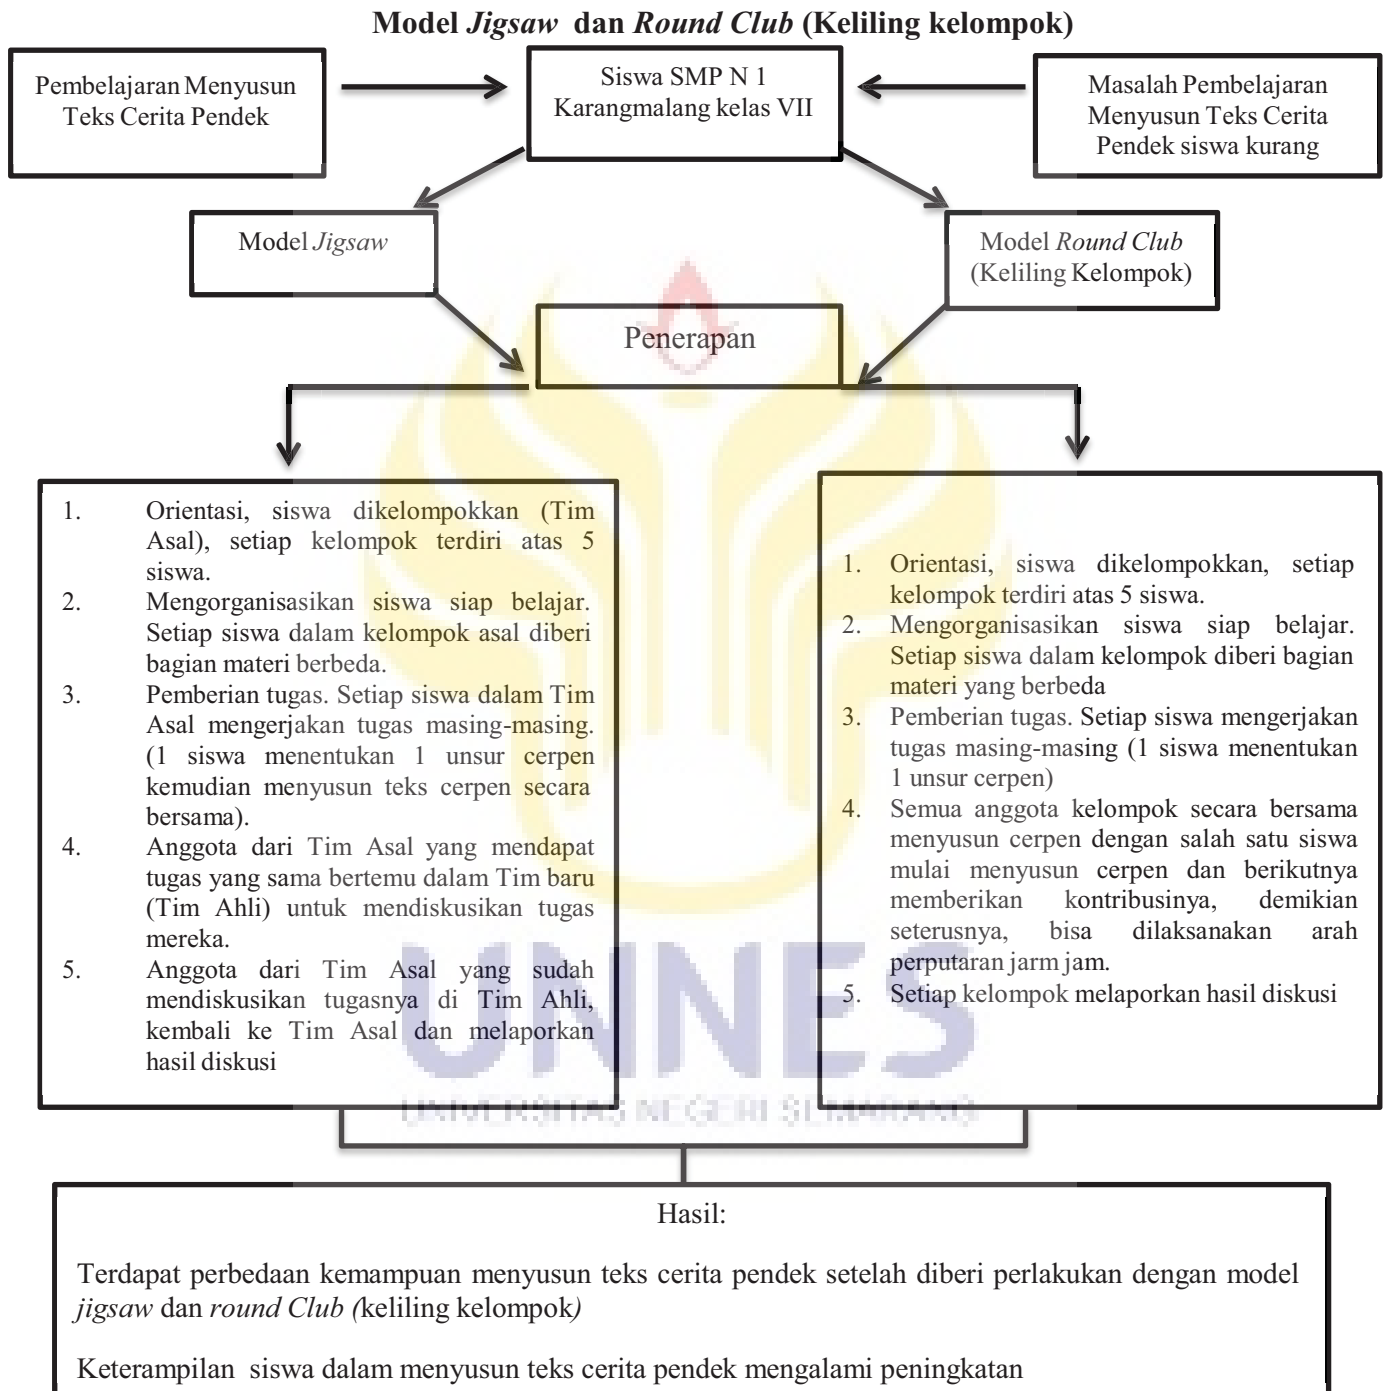 Model Jigsaw dan Round Club (Keliling kelompok)
Pembelajaran Menyusun
Teks Cerita Pendek
Siswa SMP N 1
Karangmalang kelas VII
Masalah Pembelajaran
Menyusun Teks Cerita
Pendek siswa kurang
Model Jigsaw
Model Round Club
(Keliling Kelompok)
Penerapan
1. Orientasi, siswa dikelompokkan (Tim
Asal), setiap kelompok terdiri atas 5
siswa.
2. Mengorganisasikan siswa siap belajar.
Setiap siswa dalam kelompok asal diberi
bagian materi berbeda.
3. Pemberian tugas. Setiap siswa dalam Tim
Asal mengerjakan tugas masing-masing.
(1 siswa menentukan 1 unsur cerpen
kemudian menyusun teks cerpen secara
bersama).
4. Anggota dari Tim Asal yang mendapat
tugas yang sama bertemu dalam Tim baru
(Tim Ahli) untuk mendiskusikan tugas
mereka.
5. Anggota dari Tim Asal yang sudah
mendiskusikan tugasnya di Tim Ahli,
kembali ke Tim Asal dan melaporkan
hasil diskusi
1. Orientasi, siswa dikelompokkan, setiap
kelompok terdiri atas 5 siswa.
2. Mengorganisasikan siswa siap belajar.
Setiap siswa dalam kelompok diberi bagian
materi yang berbeda
3. Pemberian tugas. Setiap siswa mengerjakan
tugas masing-masing (1 siswa menentukan
1 unsur cerpen)
4. Semua anggota kelompok secara bersama
menyusun cerpen dengan salah satu siswa
mulai menyusun cerpen dan berikutnya
memberikan kontribusinya, demikian
seterusnya, bisa dilaksanakan arah
perputaran jarm jam.
5. Setiap kelompok melaporkan hasil diskusi
UNNES
UNIVERSITAS NEGERI SEMARANG
Hasil:
Terdapat perbedaan kemampuan menyusun teks cerita pendek setelah diberi perlakukan dengan model
jigsaw dan round Club (keliling kelompok)
Keterampilan siswa dalam menyusun teks cerita pendek mengalami peningkatan